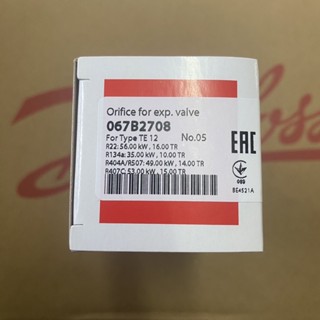 Orifice for exp. valve
067B2708
For Type TE 12 No.05
R22: 56.00 kW , 16.00 TR
R134a: 35.00 kW , 10.00 TR
R404A/R507: 49.00 kW , 14.00 TR
R407C: 53.00 kW , 15.00 TR
EAC
089
BE4521A